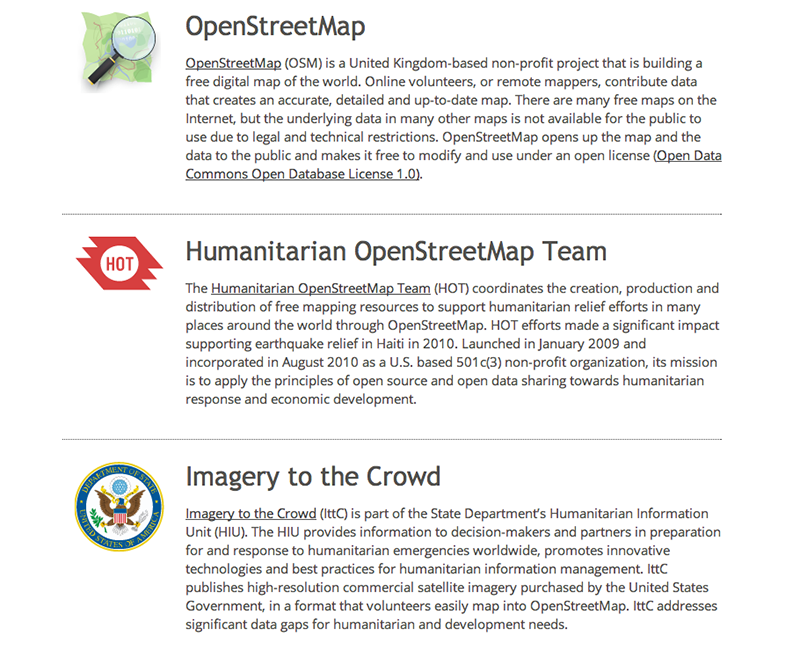 OpenStreetMap
OpenStreetMap (OSM) is a United Kingdom-based non-profit project that is building a
free digital map of the world. Online volunteers, or remote mappers, contribute data
that creates an accurate, detailed and up-to-date map. There are many free maps on the
Internet, but the underlying data in many other maps is not available for the public to
use due to legal and technical restrictions. OpenStreetMap opens up the map and the
data to the public and makes it free to modify and use under an open license (Open Data
Commons Open Database License 1.0).
HOT
Humanitarian OpenStreetMap Team
The Humanitarian OpenStreetMap Team (HOT) coordinates the creation, production and
distribution of free mapping resources to support humanitarian relief efforts in many
places around the world through OpenStreetMap. HOT efforts made a significant impact
supporting earthquake relief in Haiti in 2010. Launched in January 2009 and
incorporated in August 2010 as a U.S. based 501c(3) non-profit organization, its mission
is to apply the principles of open source and open data sharing towards humanitarian
response and economic development.
DEPARTMENT OF STATE
UNITED STATES OF AMERICA
Imagery to the Crowd
Imagery to the Crowd (IttC) is part of the State Department's Humanitarian Information
Unit (HIU). The HIU provides information to decision-makers and partners in preparation
for and response to humanitarian emergencies worldwide, promotes innovative
technologies and best practices for humanitarian information management. IttC
publishes high-resolution commercial satellite imagery purchased by the United States
Government, in a format that volunteers easily map into OpenStreetMap. IttC addresses
significant data gaps for humanitarian and development needs.